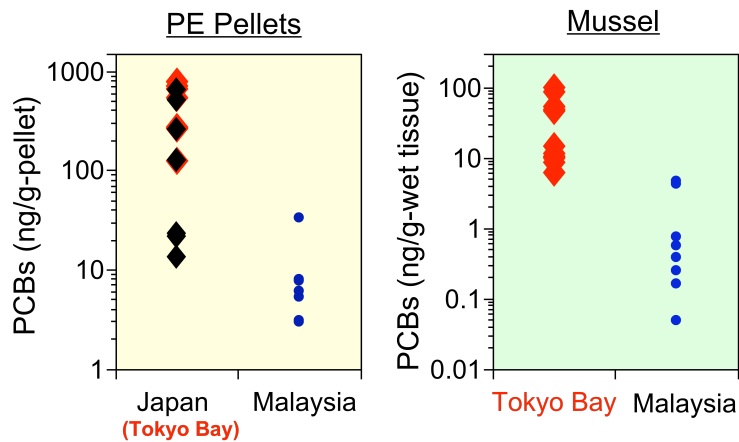 PE Pellets
PCBs (ng/g-pellet)
1000
100
10
1
Japan
(Tokyo Bay)
Malaysia
Mussel
PCBs (ng/g-wet tissue)
100
10
1
0.1
0.01
Tokyo Bay
Malaysia